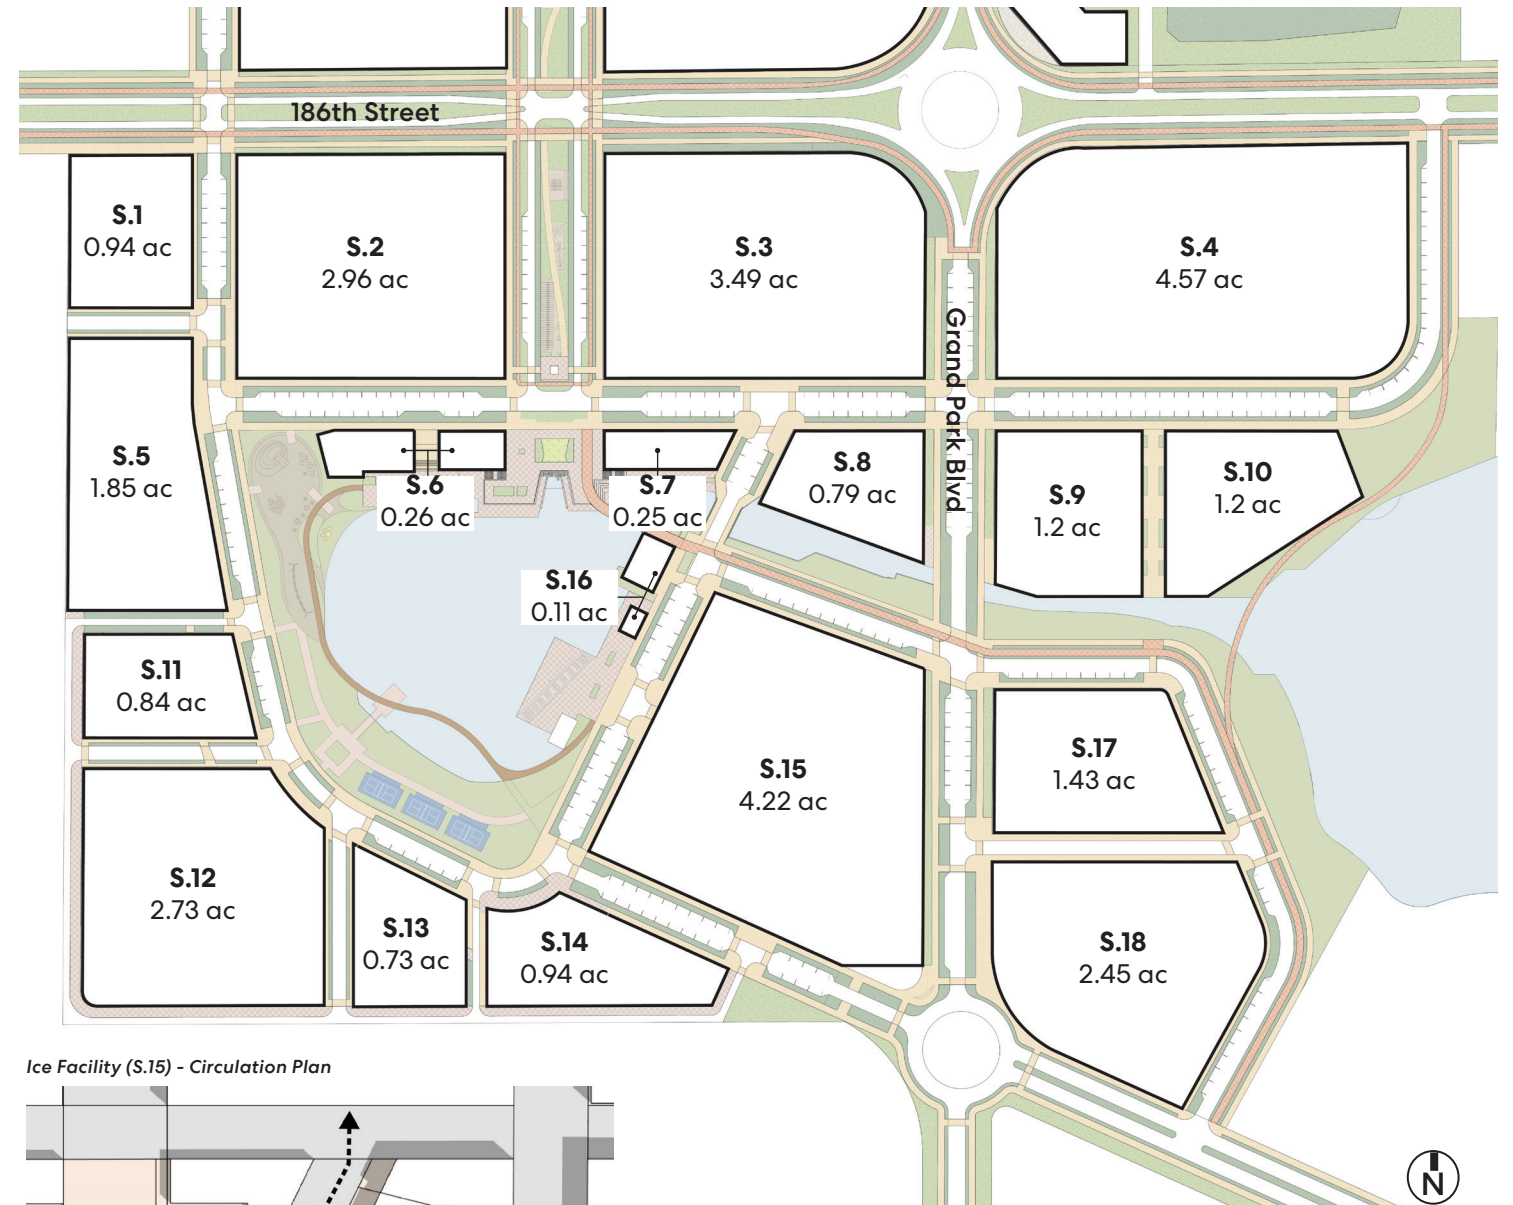 186th Street
S.1
0.94 ac
S.2
2.96 ac
S.3
3.49 ac
S.4
4.57 ac
Grand Park Blvd
S.5
1.85 ac
S.6
0.26 ac
S.7
0.25 ac
S.8
0.79 ac
S.9
1.2 ac
S.10
1.2 ac
S.16
0.11 ac
S.11
0.84 ac
S.15
4.22 ac
S.17
1.43 ac
S.12
2.73 ac
S.13
0.73 ac
S.14
0.94 ac
S.18
2.45 ac
Ice Facility (S.15) - Circulation Plan
N